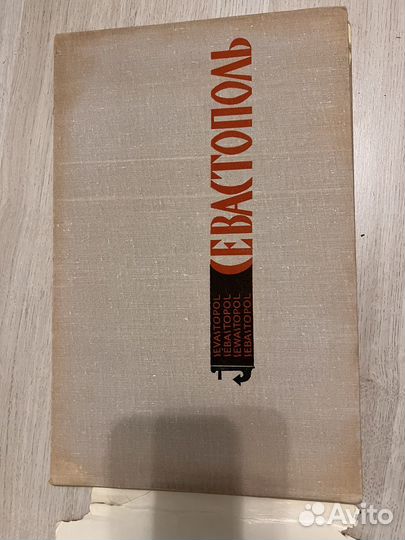 СЕВАСТОПОЛЬ
SEVASTOPOL
SEBASTOPOL
SEWASTOPOL
SEBASTOPOL
Avito